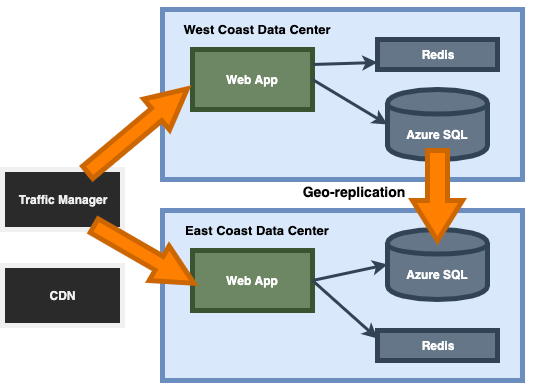 West Coast Data Center
Web App
Redis
Azure SQL
Traffic Manager
Geo-replication
East Coast Data Center
Web App
Azure SQL
CDN
Redis